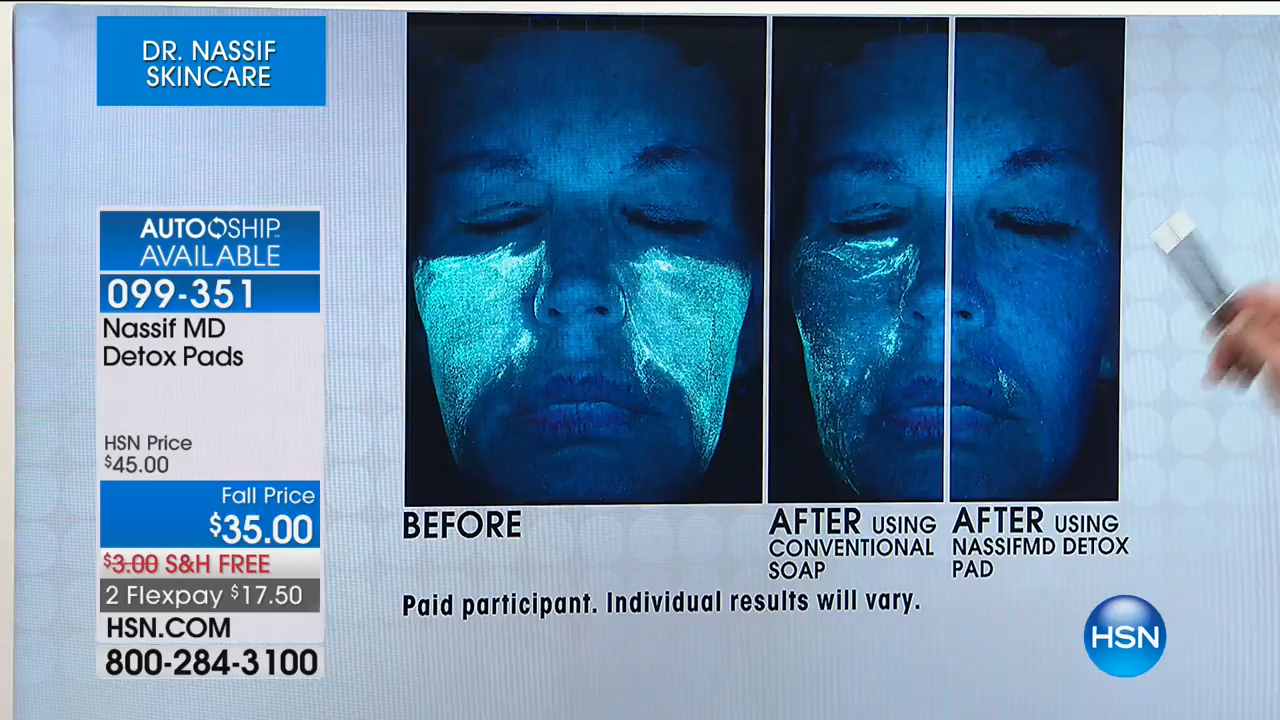 DR. NASSIF
SKINCARE
AUTO SHIP
AVAILABLE
099-351
Nassif MD
Detox Pads
HSN Price
$45.00
Fall Price
$35.00
$3.00 S&H FREE
2 Flexpay $17.50
HSN.COM
800-284-3100
BEFORE
AFTER USING
CONVENTIONAL
SOAP
AFTER USING
NASSIFMD DETOX
PAD
Paid participant. Individual results will vary.
HSN